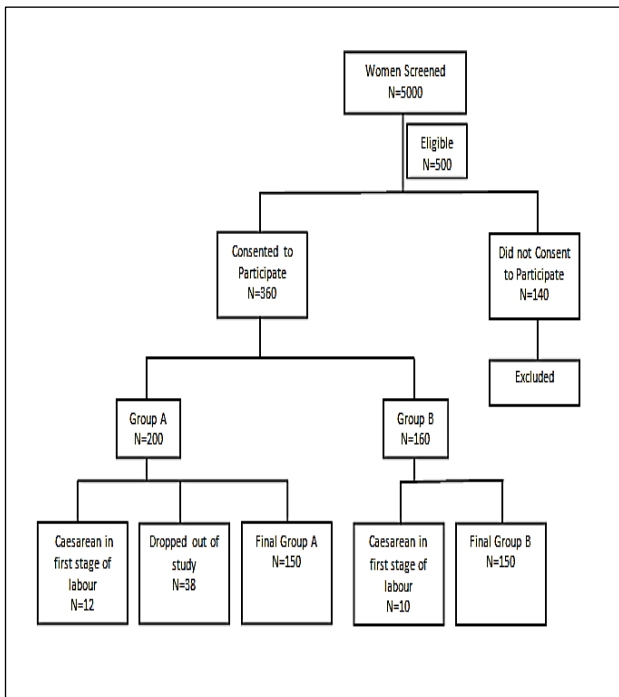 Women Screened
N=5000
Eligible
N=500
Consented to
Participate
N=360
Did not Consent
to Participate
N=140
Excluded
Group A
N=200
Group B
N=160
Caesarean in
first stage of
labour
N=12
Dropped out of
study
N=38
Final Group A
N=150
Caesarean in
first stage of
labour
N=10
Final Group B
N=150